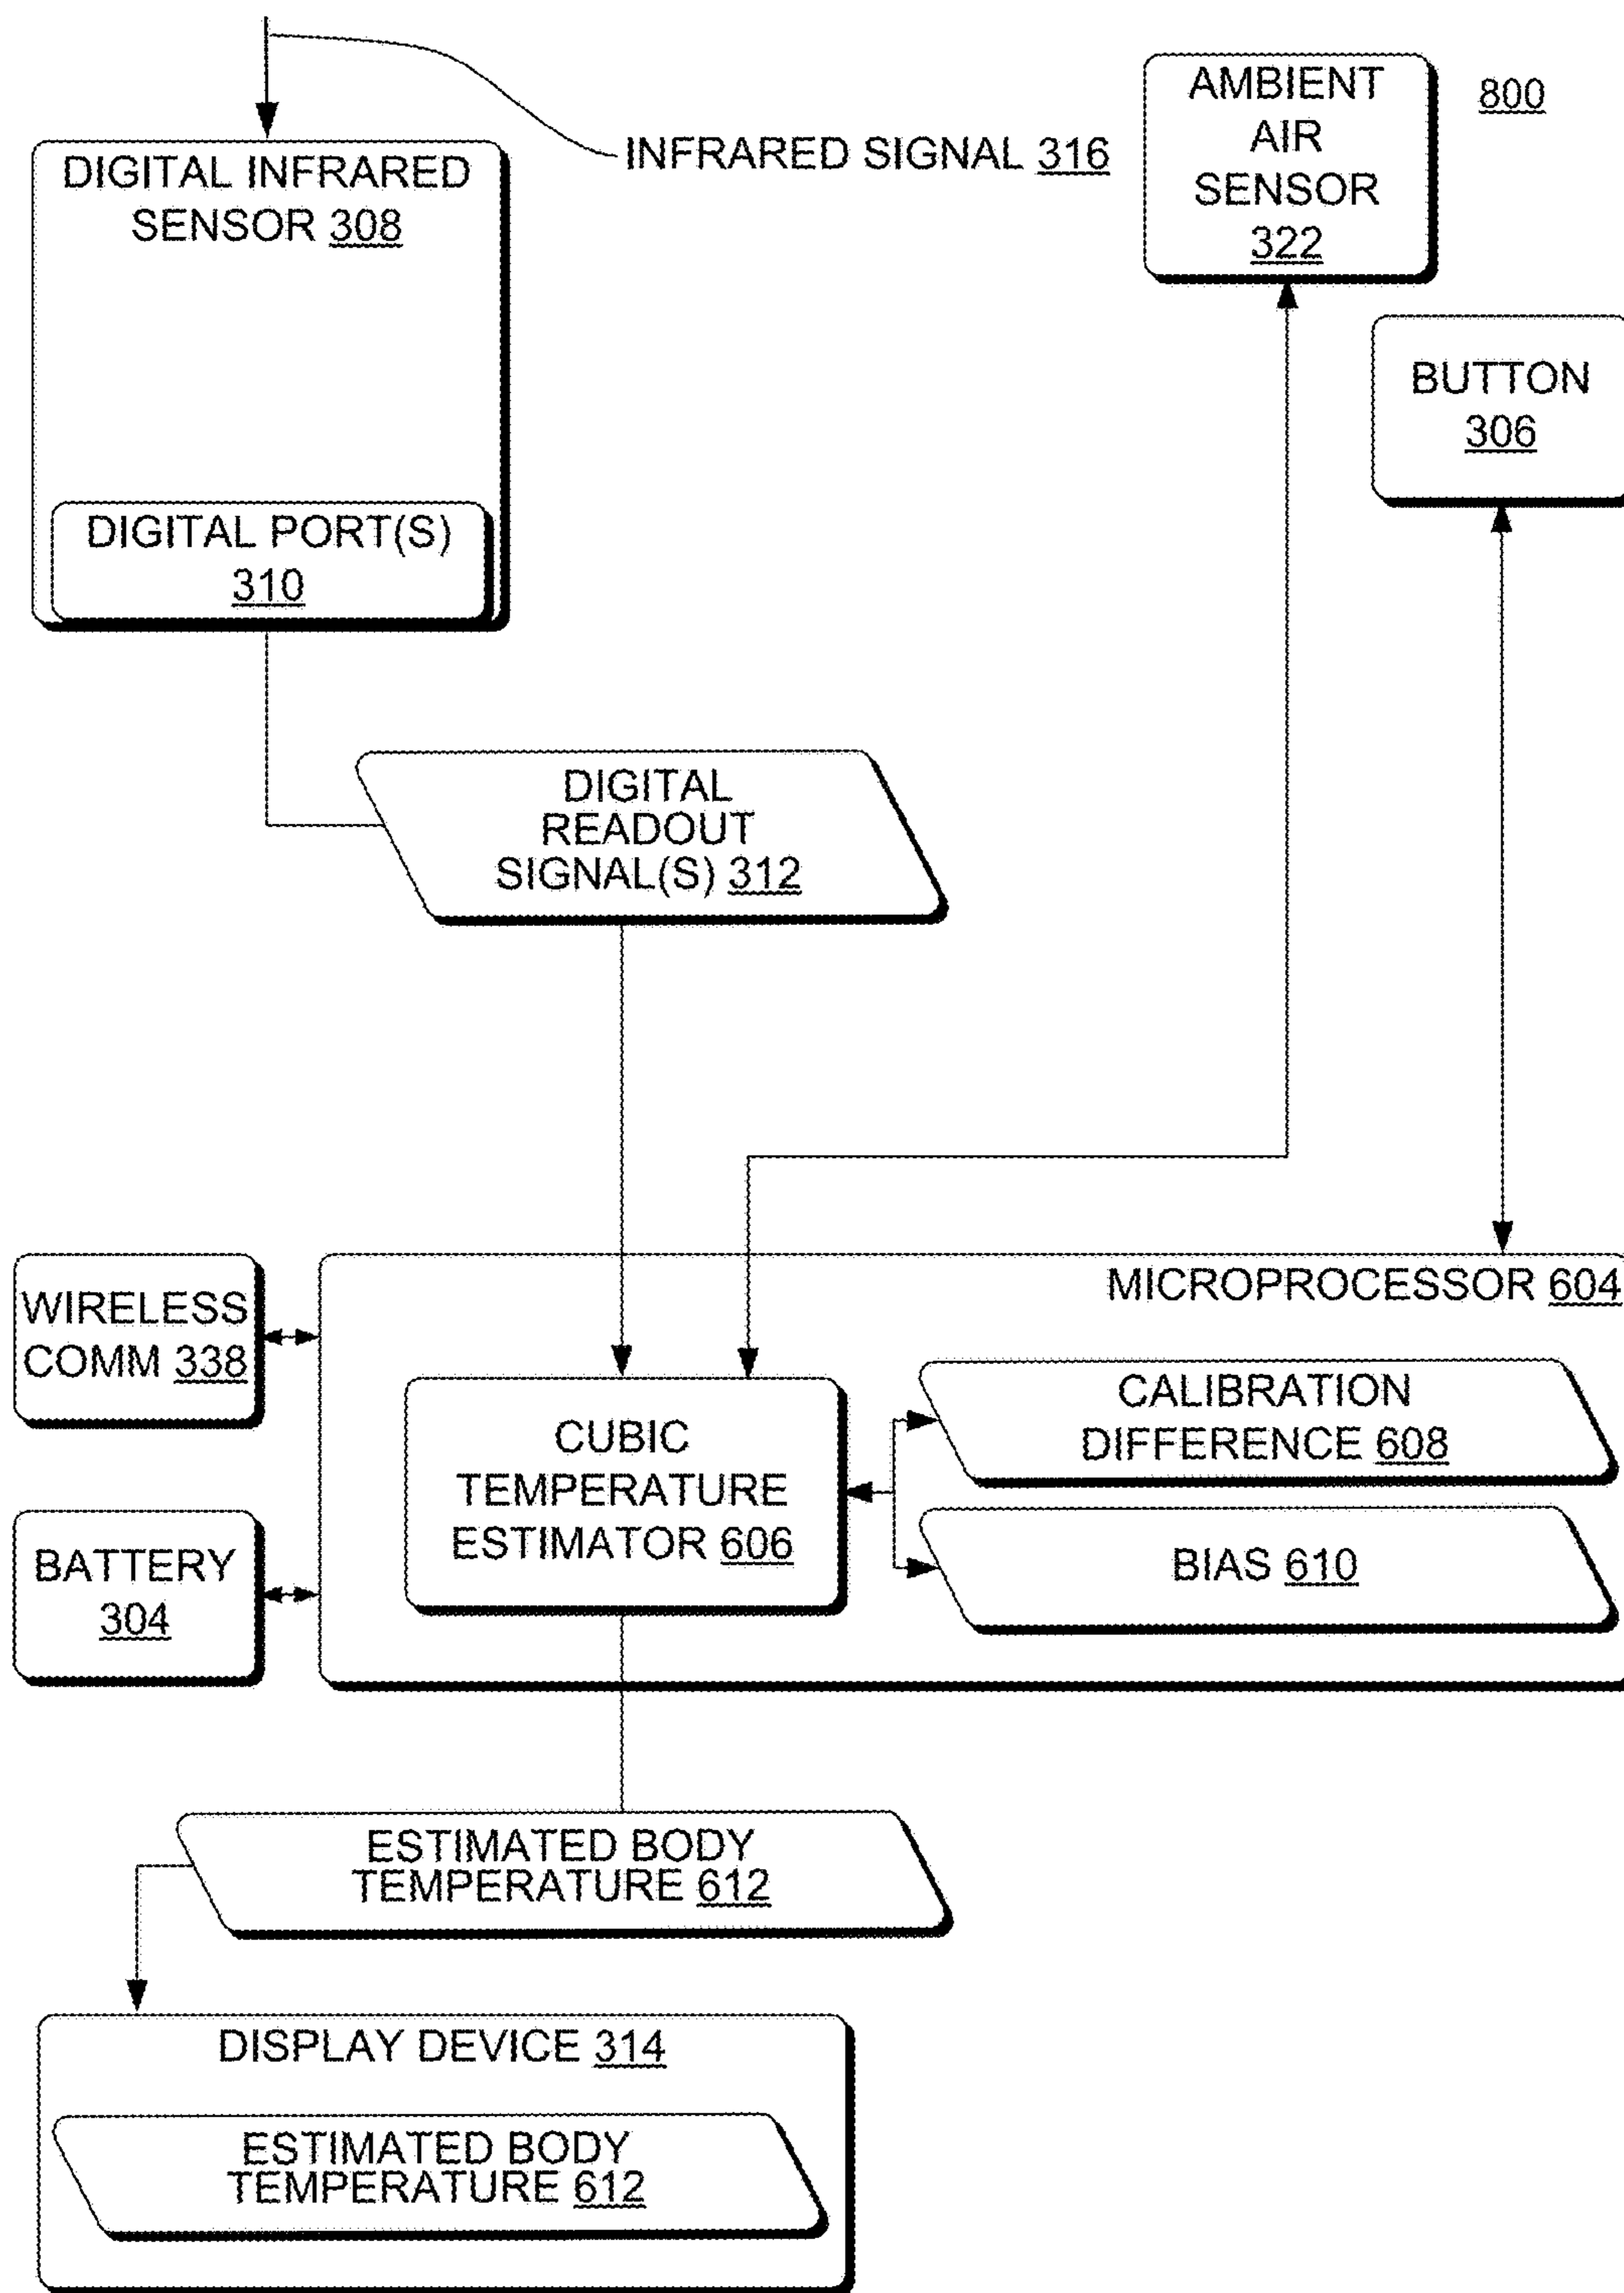 INFRARED SIGNAL 316
AMBIENT
AIR
SENSOR
322
800
DIGITAL INFRARED
SENSOR 308
DIGITAL PORT(S)
310
BUTTON
306
DIGITAL
READOUT
SIGNAL(S) 312
MICROPROCESSOR 604
WIRELESS
COMM 338
BATTERY
304
CUBIC
TEMPERATURE
ESTIMATOR 606
CALIBRATION
DIFFERENCE 608
BIAS 610
ESTIMATED BODY
TEMPERATURE 612
DISPLAY DEVICE 314
ESTIMATED BODY
TEMPERATURE 612